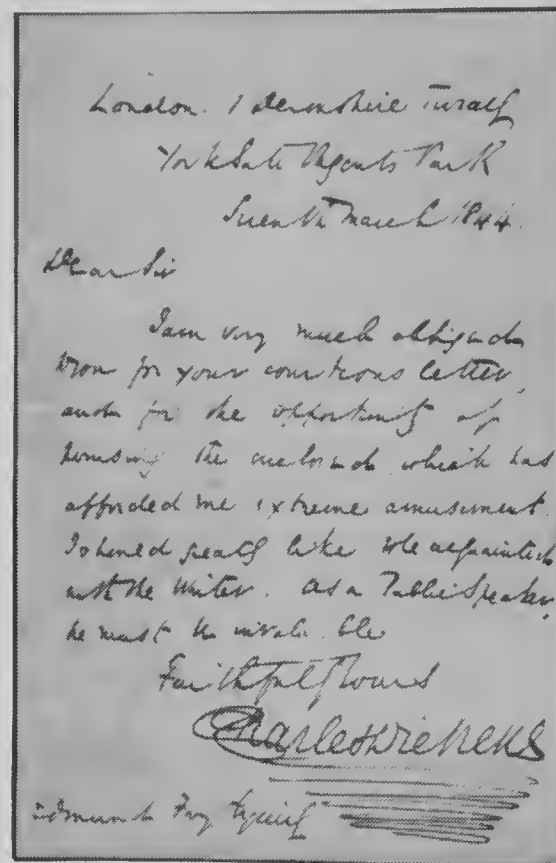 London. 1 Devonshire Terrace
York Gate Regents Park
Seventh March 1844.
Dear Sir
I am very much obliged
to you for your courteous letter,
and for the opportunity of
perusing the enclosed which has
afforded me extreme amusement.
I should greatly like to be acquainted
with the Writer. As a Public Speaker,
he must be invaluable
Faithfully Yours
Charles Dickens
Edmund Fry Esquire